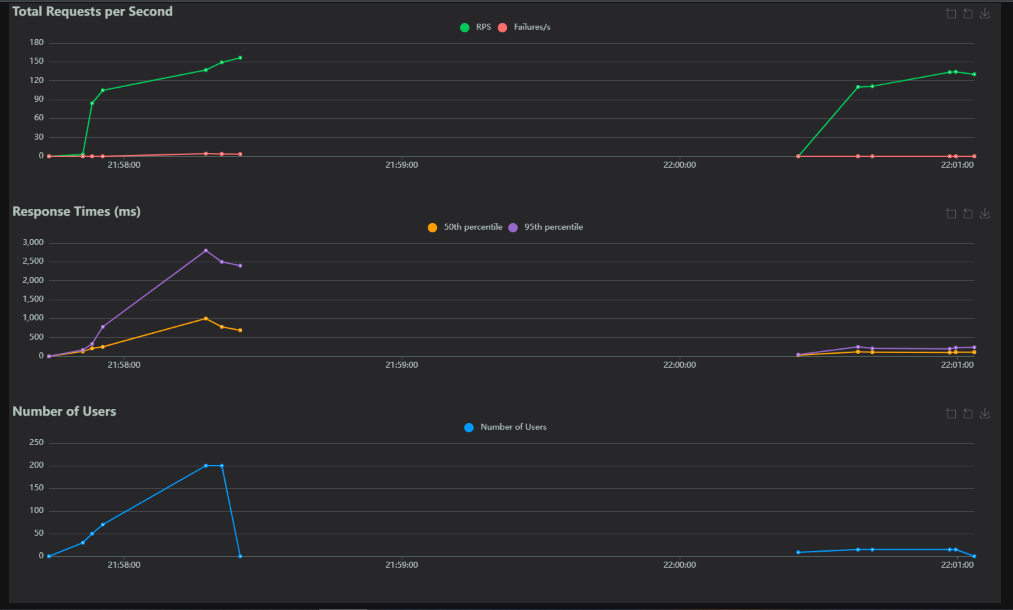 Total Requests per Second
RPS Failures/s
180
150
120
90
60
30
0
21:58:00 21:59:00 22:00:00 22:01:00
Response Times (ms)
50th percentile 95th percentile
3,000
2,500
2,000
1,500
1,000
500
0
21:58:00 21:59:00 22:00:00 22:01:00
Number of Users
Number of Users
250
200
150
100
50
0
21:58:00 21:59:00 22:00:00 22:01:00